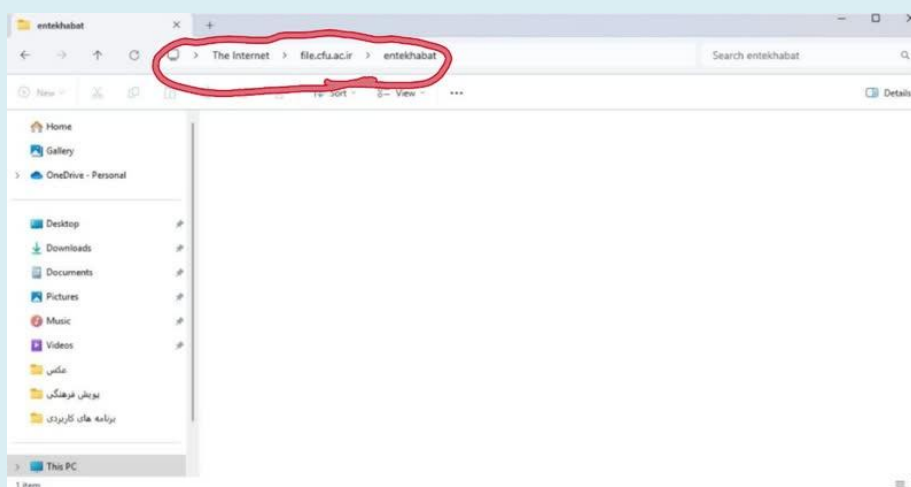 entekhabat
The Internet > file.cfu.ac.ir > entekhabat
Search entekhabat
New
Sort
View
Details
Home
Gallery
OneDrive - Personal
Desktop
Downloads
Documents
Pictures
Music
Videos
عکس
پویش فرهنگی
برنامه های کاربردی
This PC
1 item